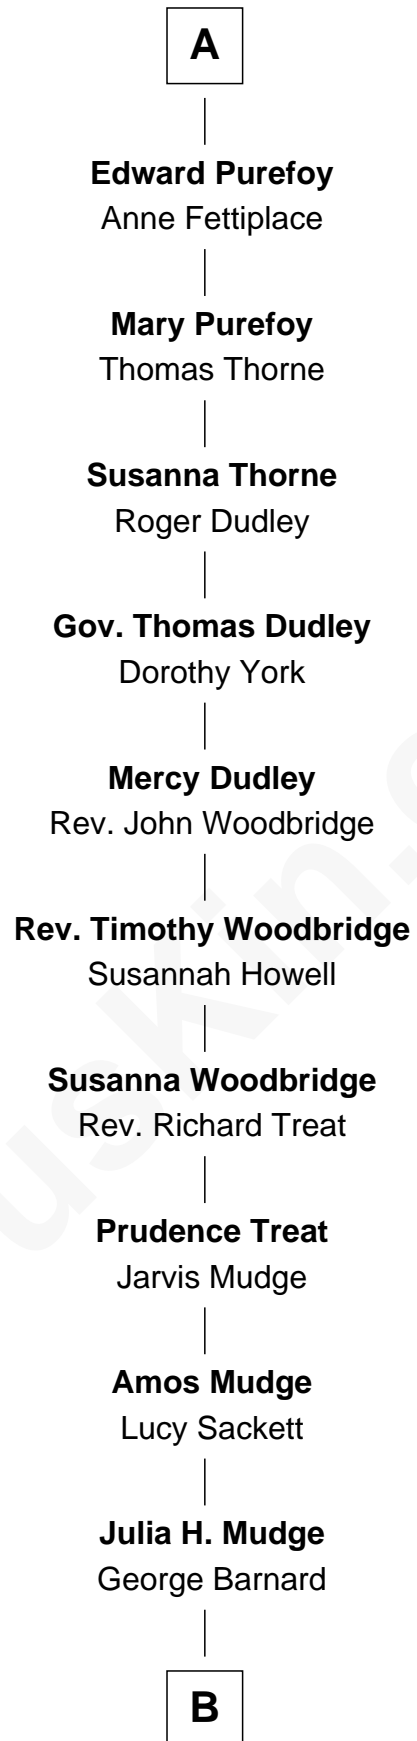 A
Edward Purefoy
Anne Fettiplace
Mary Purefoy
Thomas Thorne
Susanna Thorne
Roger Dudley
Gov. Thomas Dudley
Dorothy York
Mercy Dudley
Rev. John Woodbridge
Rev. Timothy Woodbridge
Susannah Howell
Susanna Woodbridge
Rev. Richard Treat
Prudence Treat
Jarvis Mudge
Amos Mudge
Lucy Sackett
Julia H. Mudge
George Barnard
B